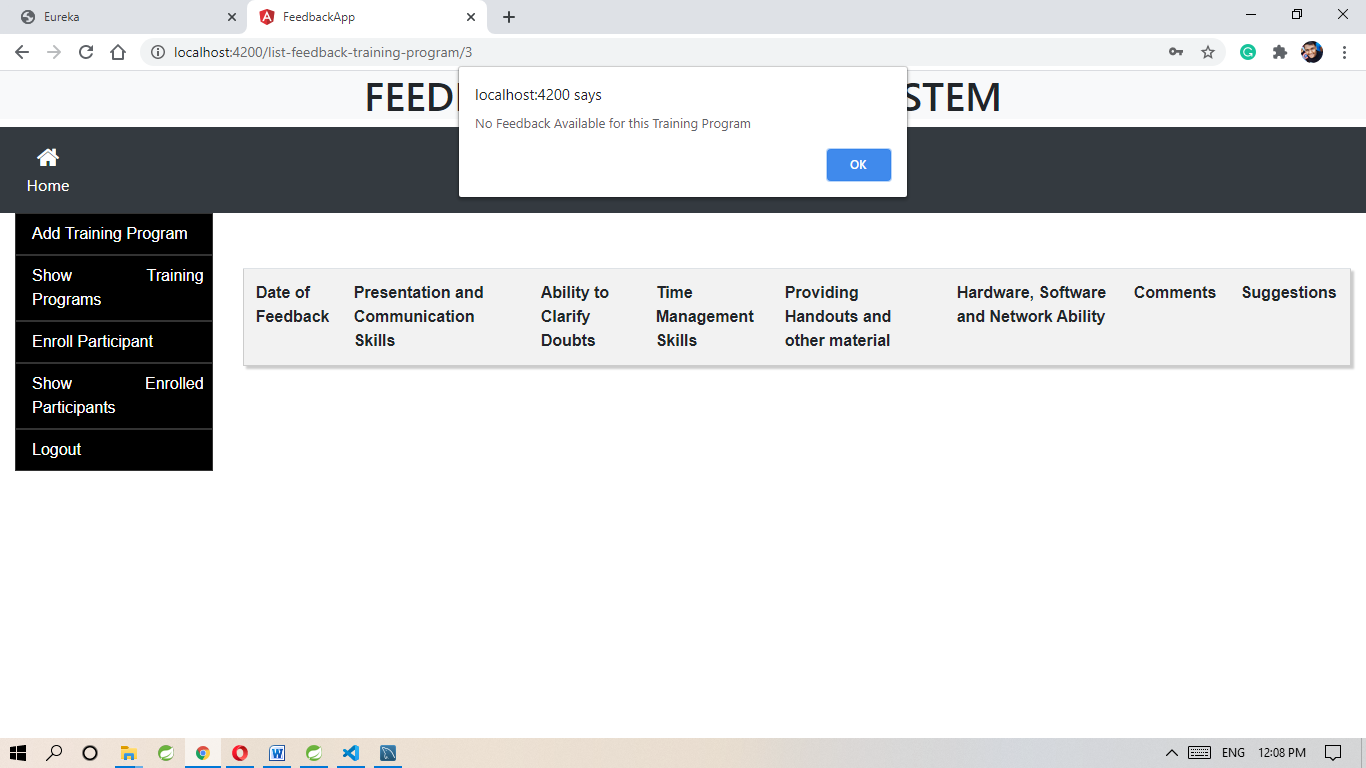 Eureka
FeedbackApp
localhost:4200/list-feedback-training-program/3
localhost:4200 says
No Feedback Available for this Training Program
OK
Home
Add Training Program
Show Training
Programs
Enroll Participant
Show Enrolled
Participants
Logout
Date of
Feedback
Presentation and
Communication
Skills
Ability to
Clarify
Doubts
Time
Management
Skills
Providing
Handouts and
other material
Hardware, Software
and Network Ability
Comments
Suggestions
ENG
12:08 PM